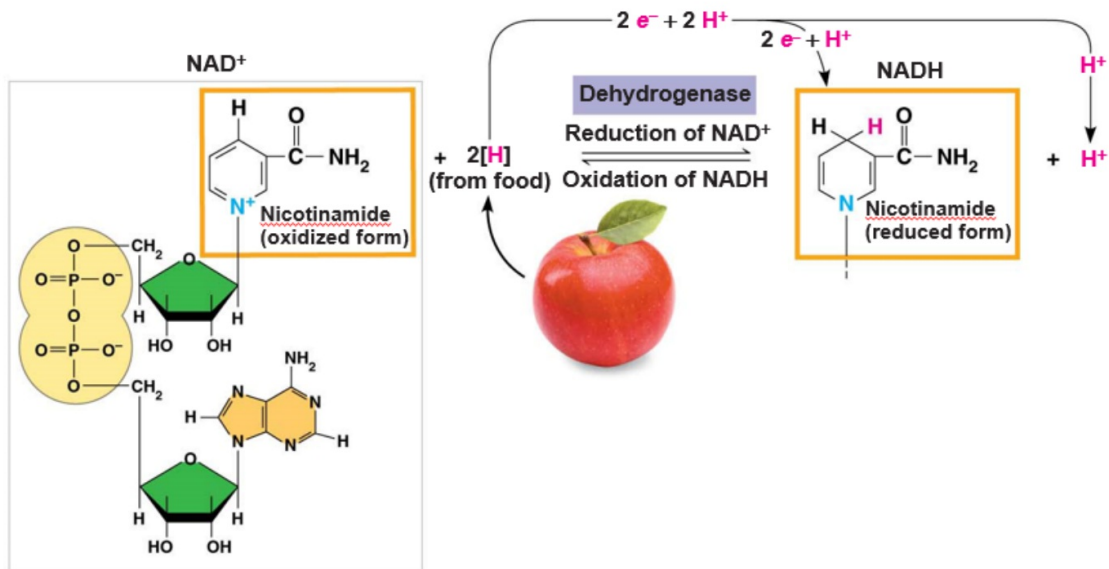 2 e⁻ + 2 H⁺
2 e⁻ + H⁺
H⁺
NAD⁺
NADH
Dehydrogenase
Reduction of NAD⁺
Oxidation of NADH
+ 2[H]
(from food)
+ H⁺
H
O
C
NH₂
N⁺
Nicotinamide
(oxidized form)
H H
O
C
NH₂
N
Nicotinamide
(reduced form)
O
CH₂
O
O=P—O⁻
O
H
H
HO
OH
O=P—O⁻
O
CH₂
NH₂
N
N
H
H
N
N
O
H
H
HO
OH